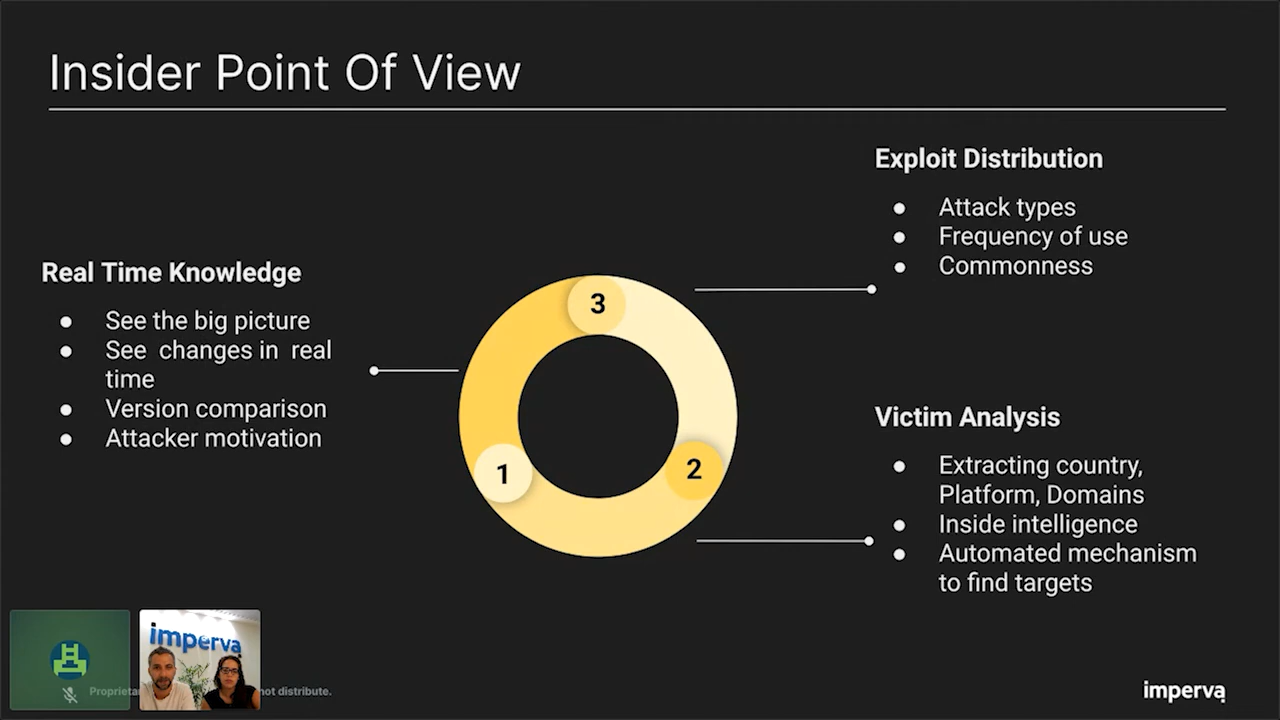 Insider Point Of View
Exploit Distribution
● Attack types
● Frequency of use
● Commonness
Real Time Knowledge
● See the big picture
● See changes in real
time
● Version comparison
● Attacker motivation
3
1
2
Victim Analysis
● Extracting country,
Platform, Domains
● Inside intelligence
● Automated mechanism
to find targets
imperva
not distribute.
imperva